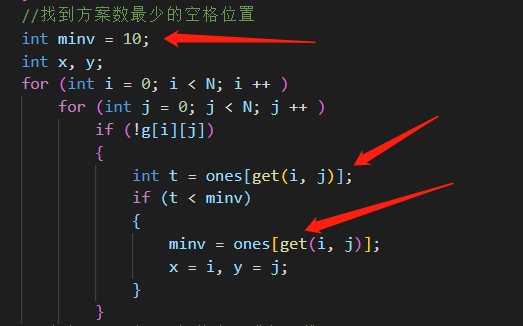 //找到方案数最少的空格位置
int minv = 10;
int x, y;
for (int i = 0; i < N; i ++ )
for (int j = 0; j < N; j ++ )
if (!g[i][j])
{
int t = ones[get(i, j)];
if (t < minv)
{
minv = ones[get(i, j)];
x = i, y = j;
}
}